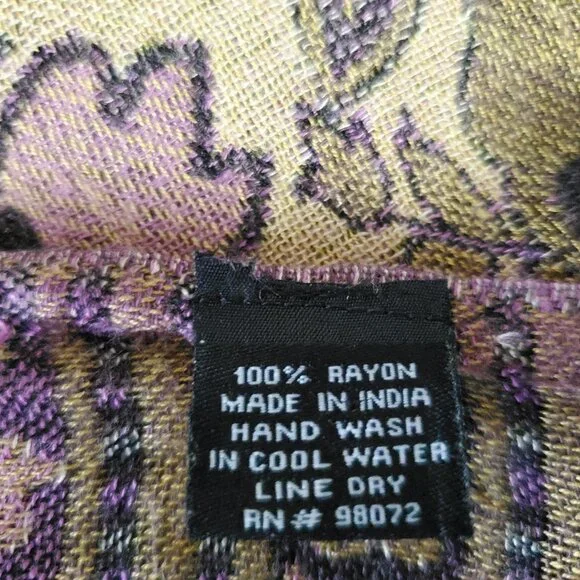 100% RAYON
MADE IN INDIA
HAND WASH
IN COOL WATER
LINE DRY
RN# 98072